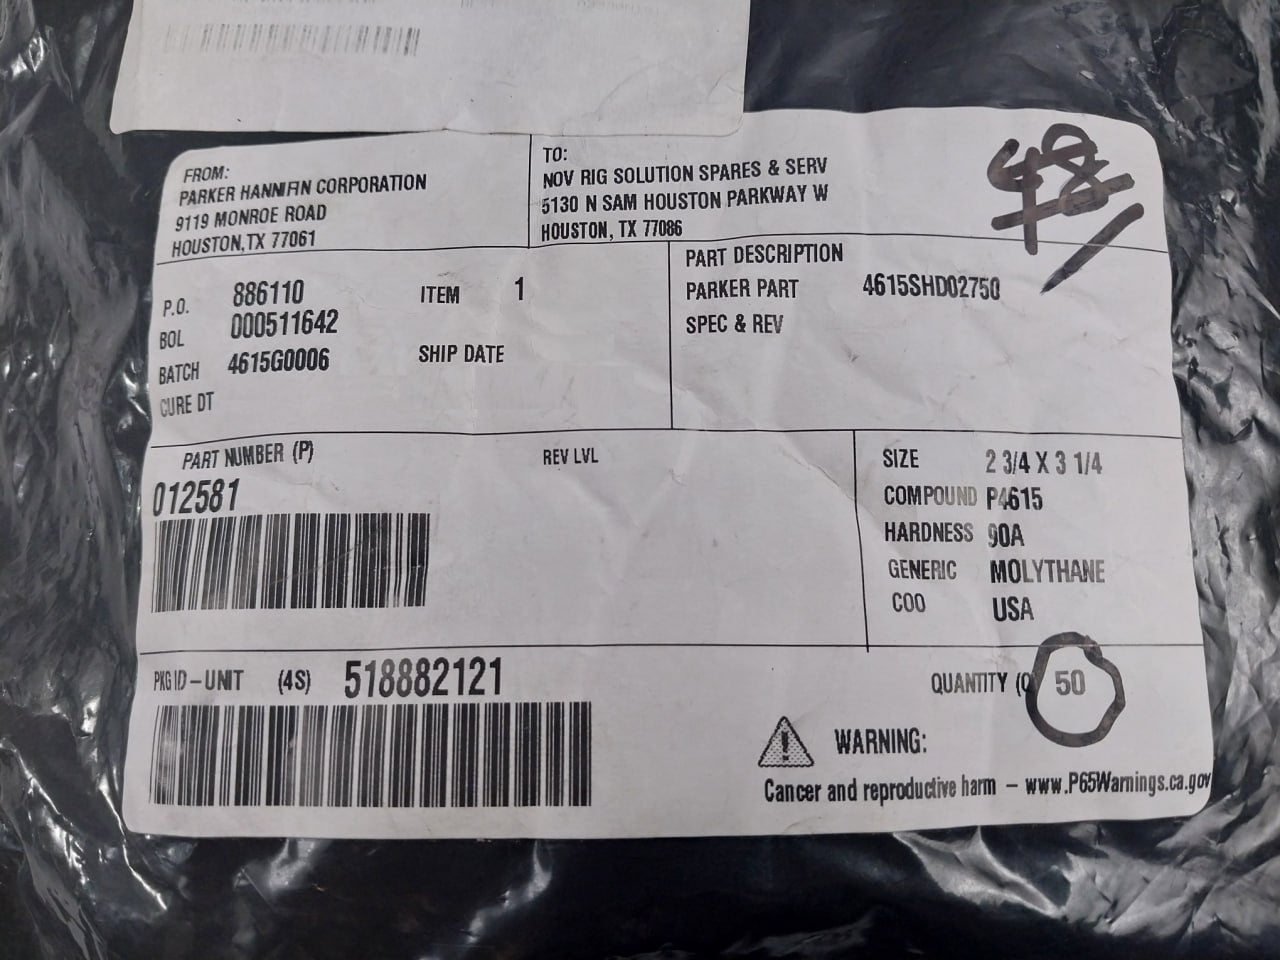 FROM:
PARKER HANNIFIN CORPORATION
9119 MONROE ROAD
HOUSTON, TX 77061
TO:
NOV RIG SOLUTION SPARES & SERV
5130 N SAM HOUSTON PARKWAY W
HOUSTON, TX 77086
48
P.O. 886110 ITEM 1
BOL 000511642
BATCH 4615G0006 SHIP DATE
CURE DT
PART DESCRIPTION
PARKER PART 4615SHD02750
SPEC & REV
PART NUMBER (P) REV LVL
012581
SIZE 2 3/4 X 3 1/4
COMPOUND P4615
HARDNESS 90A
GENERIC MOLYTHANE
COO USA
PKG ID-UNIT (4S) 518882121
QUANTITY (Q 50
WARNING:
Cancer and reproductive harm - www.P65Warnings.ca.gov